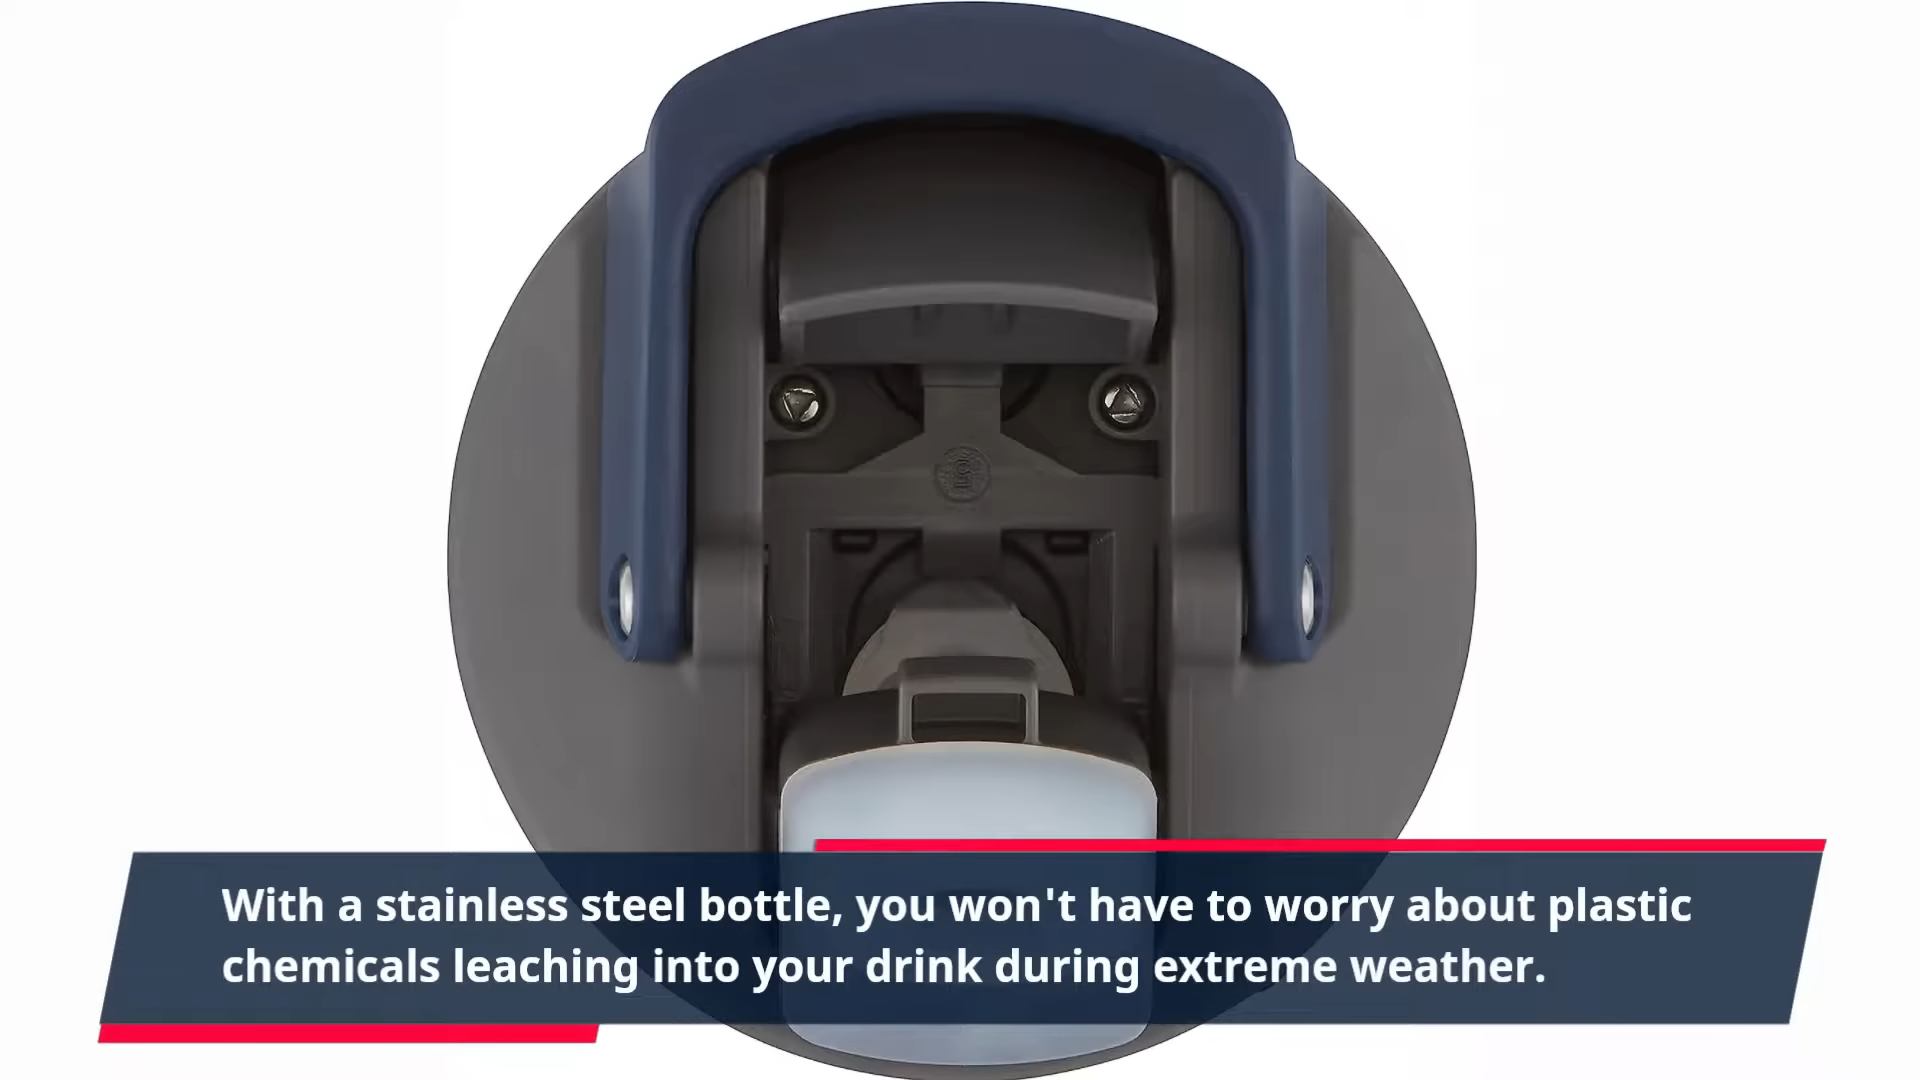 With a stainless steel bottle, you won't have to worry about plastic
chemicals leaching into your drink during extreme weather.